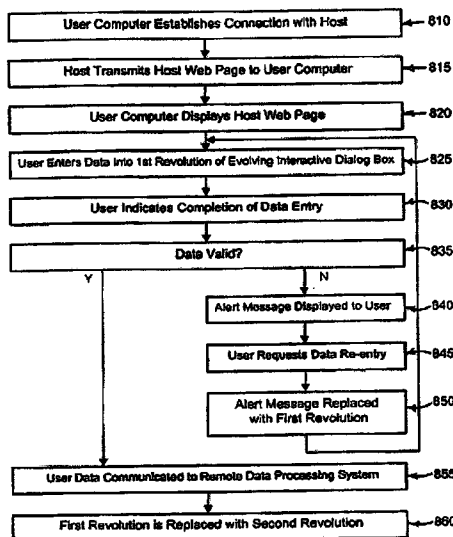 User Computer Establishes Connection with Host
810
Host Transmits Host Web Page to User Computer
815
User Computer Displays Host Web Page
820
User Enters Data Into 1st Revolution of Evolving Interactive Dialog Box
825
User Indicates Completion of Data Entry
830
Data Valid?
835
Y
N
Alert Message Displayed to User
840
User Requests Data Re-entry
845
Alert Message Replaced
with First Revolution
850
User Data Communicated to Remote Data Processing System
855
First Revolution is Replaced with Second Revolution
860